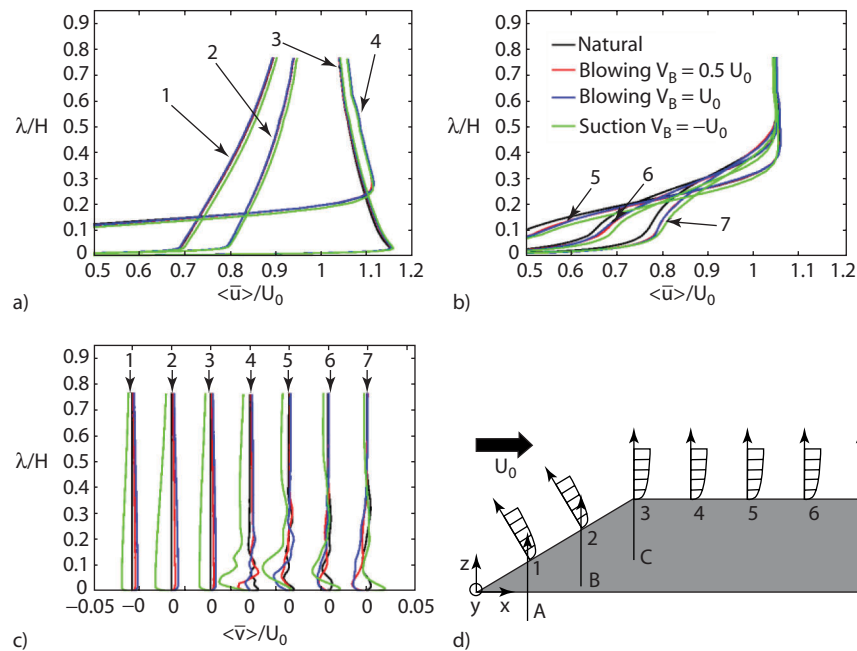 0.9
0.8
0.7
0.6
λ/H 0.5
0.4
0.3
0.2
0.1
0
1
2
3
4
0.5 0.6 0.7 0.8 0.9 1 1.1 1.2
<u̅>/U0
a)
0.9
0.8
0.7
0.6
λ/H 0.5
0.4
0.3
0.2
0.1
0
Natural
Blowing VB = 0.5 U0
Blowing VB = U0
Suction VB = −U0
5
6
7
0.5 0.6 0.7 0.8 0.9 1 1.1 1.2
<u̅>/U0
b)
0.9
0.8
0.7
0.6
λ/H 0.5
0.4
0.3
0.2
0.1
0
1 2 3 4 5 6 7
−0.05 −0 0 0 0 0 0 0 0.05
<v̅>/U0
c)
U0
1
2
3 4 5 6
z
y x
A
B
C
d)